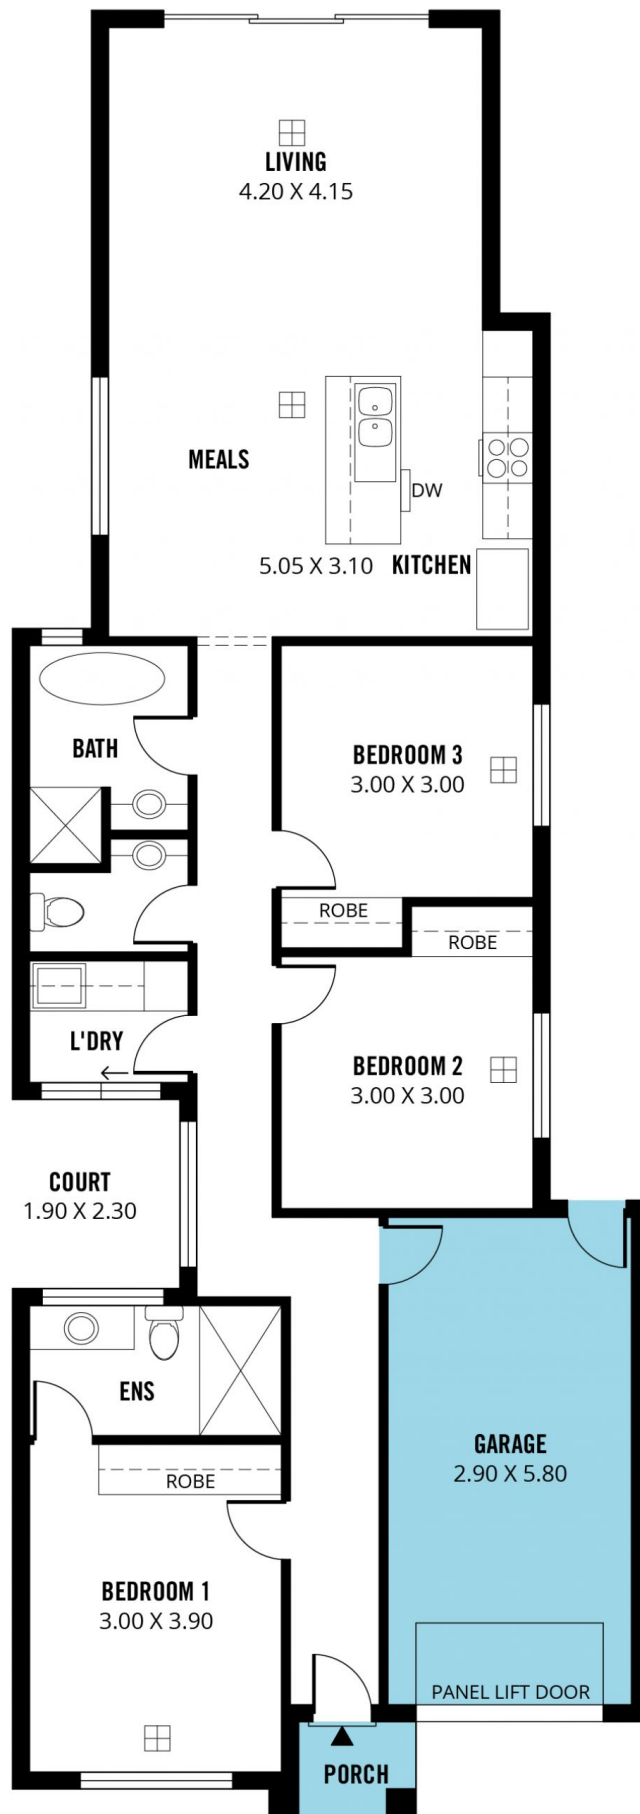 LIVING
4.20 X 4.15
MEALS
DW
5.05 X 3.10 KITCHEN
BATH
BEDROOM 3
3.00 X 3.00
ROBE
ROBE
L'DRY
BEDROOM 2
3.00 X 3.00
COURT
1.90 X 2.30
ENS
GARAGE
2.90 X 5.80
ROBE
BEDROOM 1
3.00 X 3.90
PANEL LIFT DOOR
PORCH